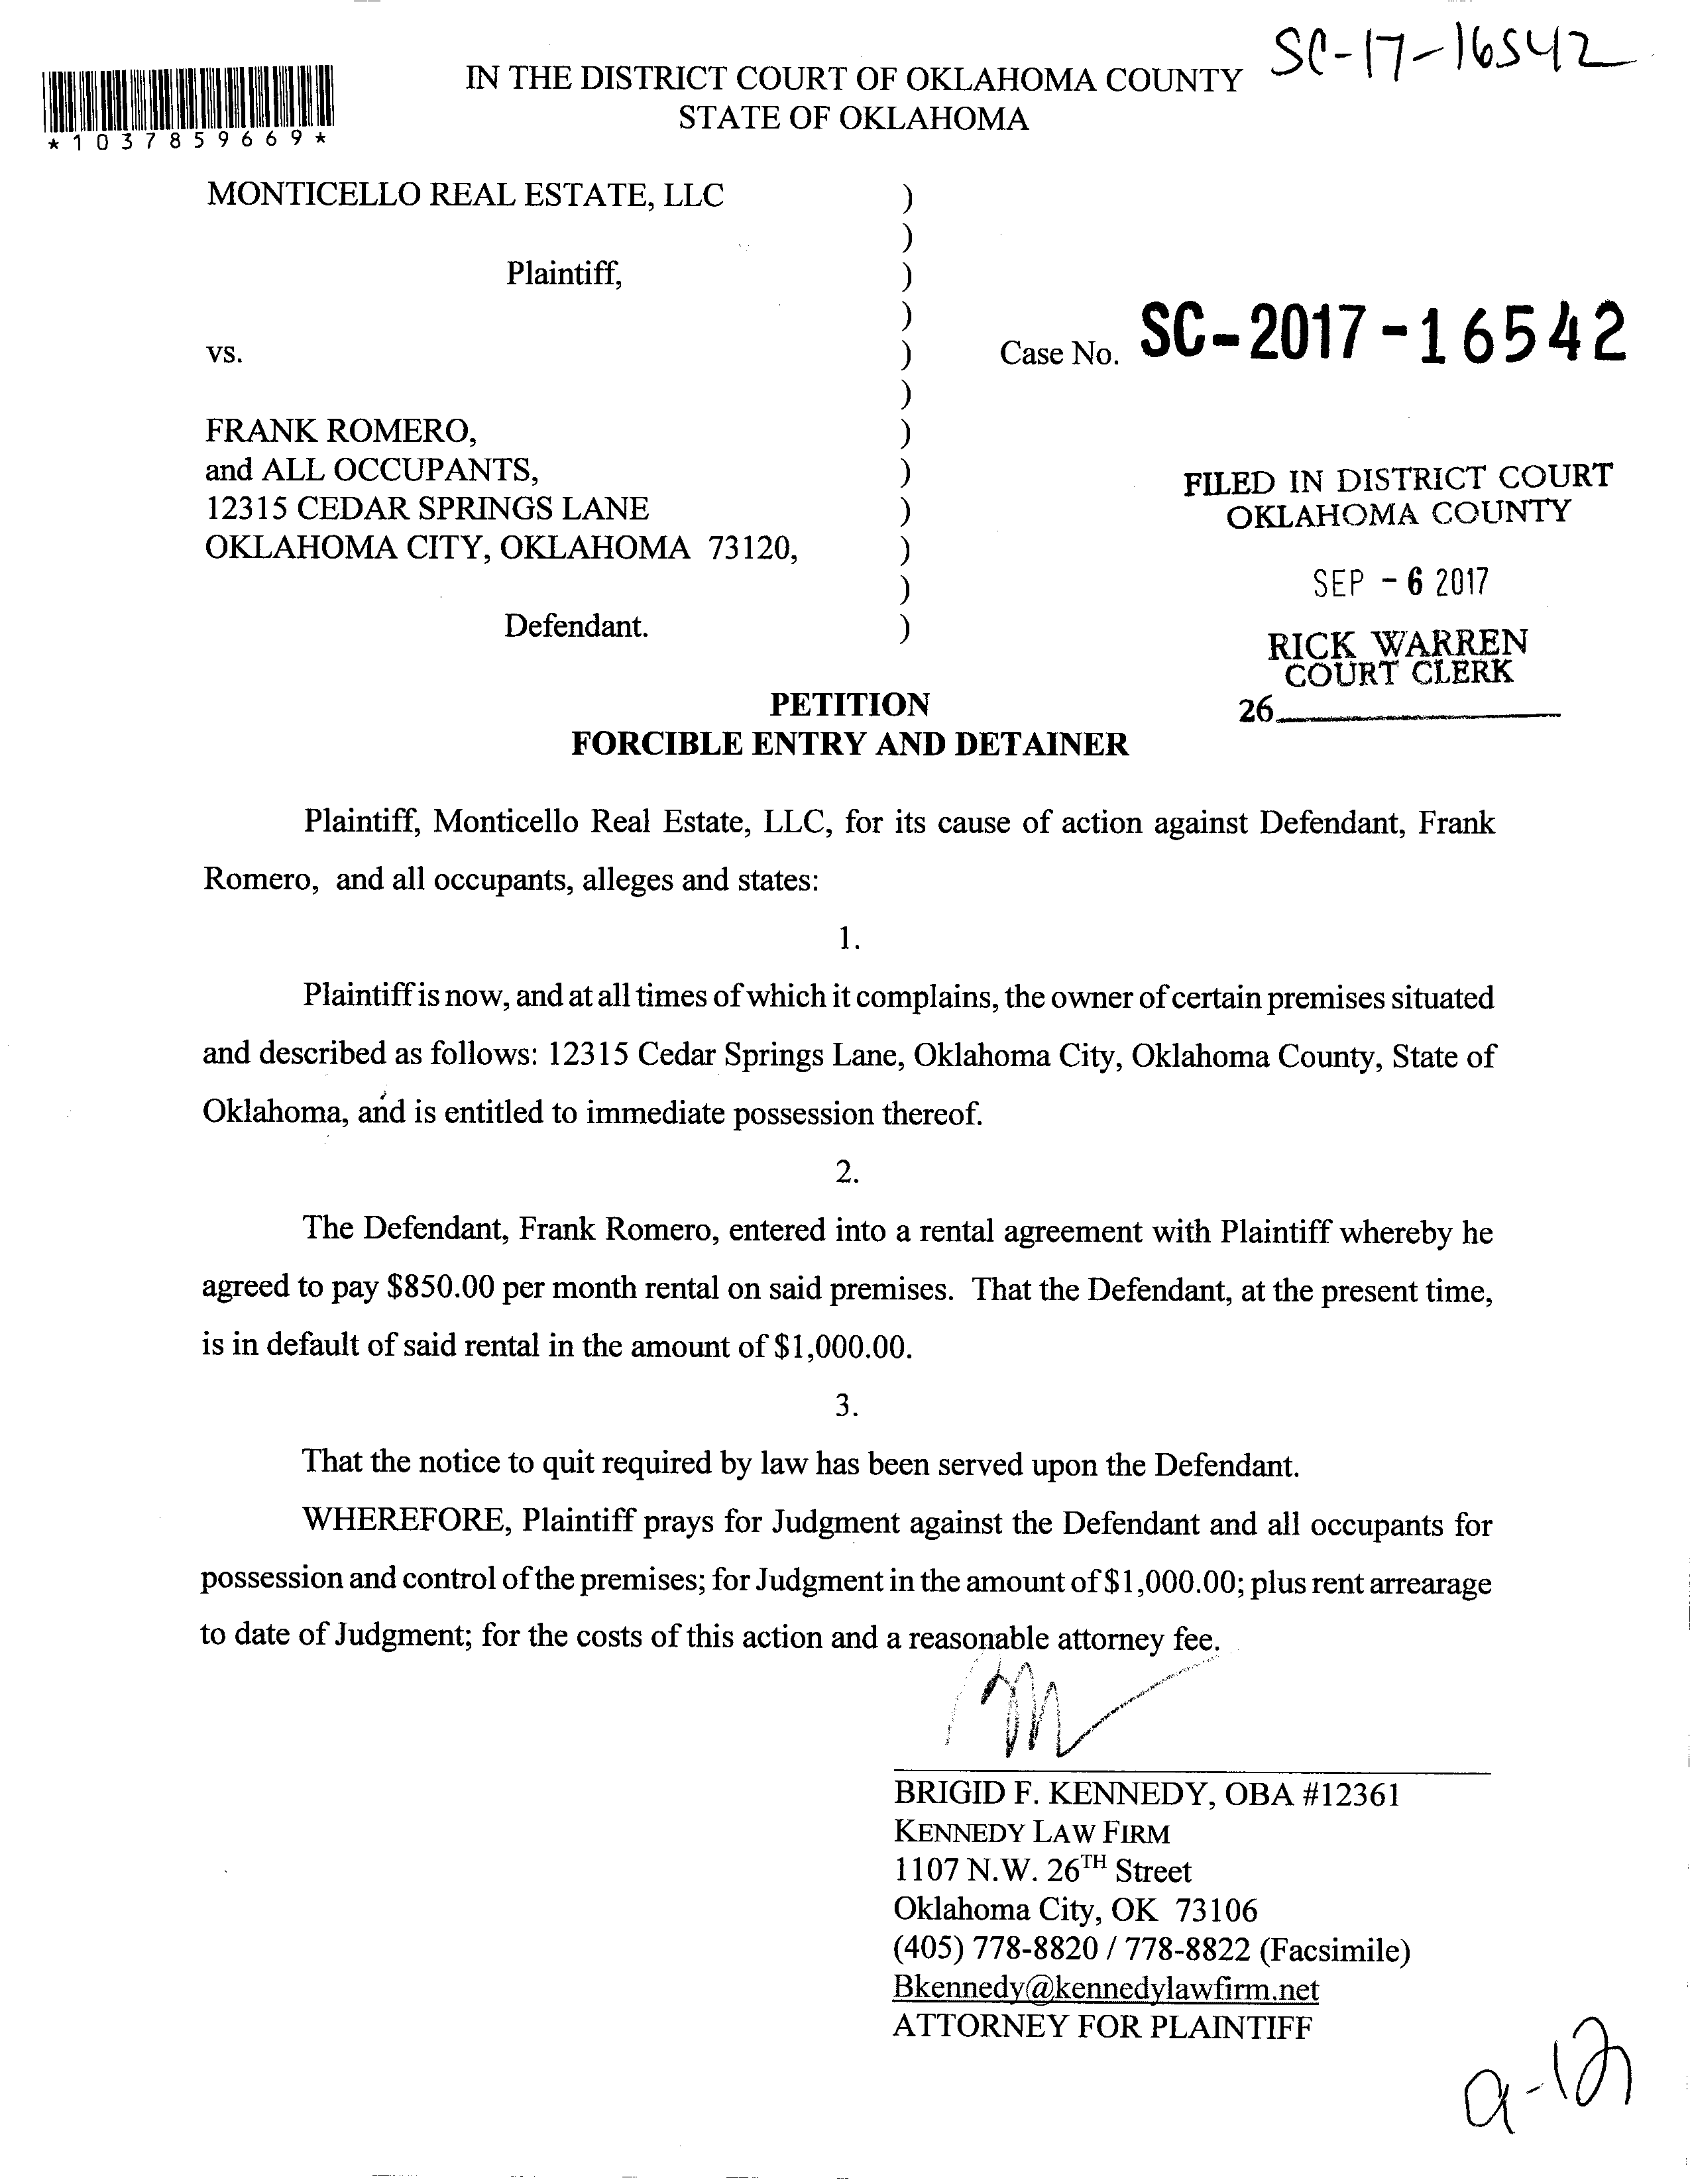 SC-17-16542
IN THE DISTRICT COURT OF OKLAHOMA COUNTY
STATE OF OKLAHOMA
*1037859669*
MONTICELLO REAL ESTATE, LLC )
)
Plaintiff, )
)
vs. ) Case No. SC-2017-16542
)
FRANK ROMERO, )
and ALL OCCUPANTS, )
12315 CEDAR SPRINGS LANE )
OKLAHOMA CITY, OKLAHOMA 73120, )
)
Defendant. )
FILED IN DISTRICT COURT
OKLAHOMA COUNTY
SEP - 6 2017
RICK WARREN
COURT CLERK
26
PETITION
FORCIBLE ENTRY AND DETAINER
Plaintiff, Monticello Real Estate, LLC, for its cause of action against Defendant, Frank
Romero, and all occupants, alleges and states:
1.
Plaintiff is now, and at all times of which it complains, the owner of certain premises situated
and described as follows: 12315 Cedar Springs Lane, Oklahoma City, Oklahoma County, State of
Oklahoma, and is entitled to immediate possession thereof.
2.
The Defendant, Frank Romero, entered into a rental agreement with Plaintiff whereby he
agreed to pay $850.00 per month rental on said premises. That the Defendant, at the present time,
is in default of said rental in the amount of $1,000.00.
3.
That the notice to quit required by law has been served upon the Defendant.
WHEREFORE, Plaintiff prays for Judgment against the Defendant and all occupants for
possession and control of the premises; for Judgment in the amount of $1,000.00; plus rent arrearage
to date of Judgment; for the costs of this action and a reasonable attorney fee.
BRIGID F. KENNEDY, OBA #12361
KENNEDY LAW FIRM
1107 N.W. 26TH Street
Oklahoma City, OK 73106
(405) 778-8820 / 778-8822 (Facsimile)
Bkennedy@kennedylawfirm.net
ATTORNEY FOR PLAINTIFF